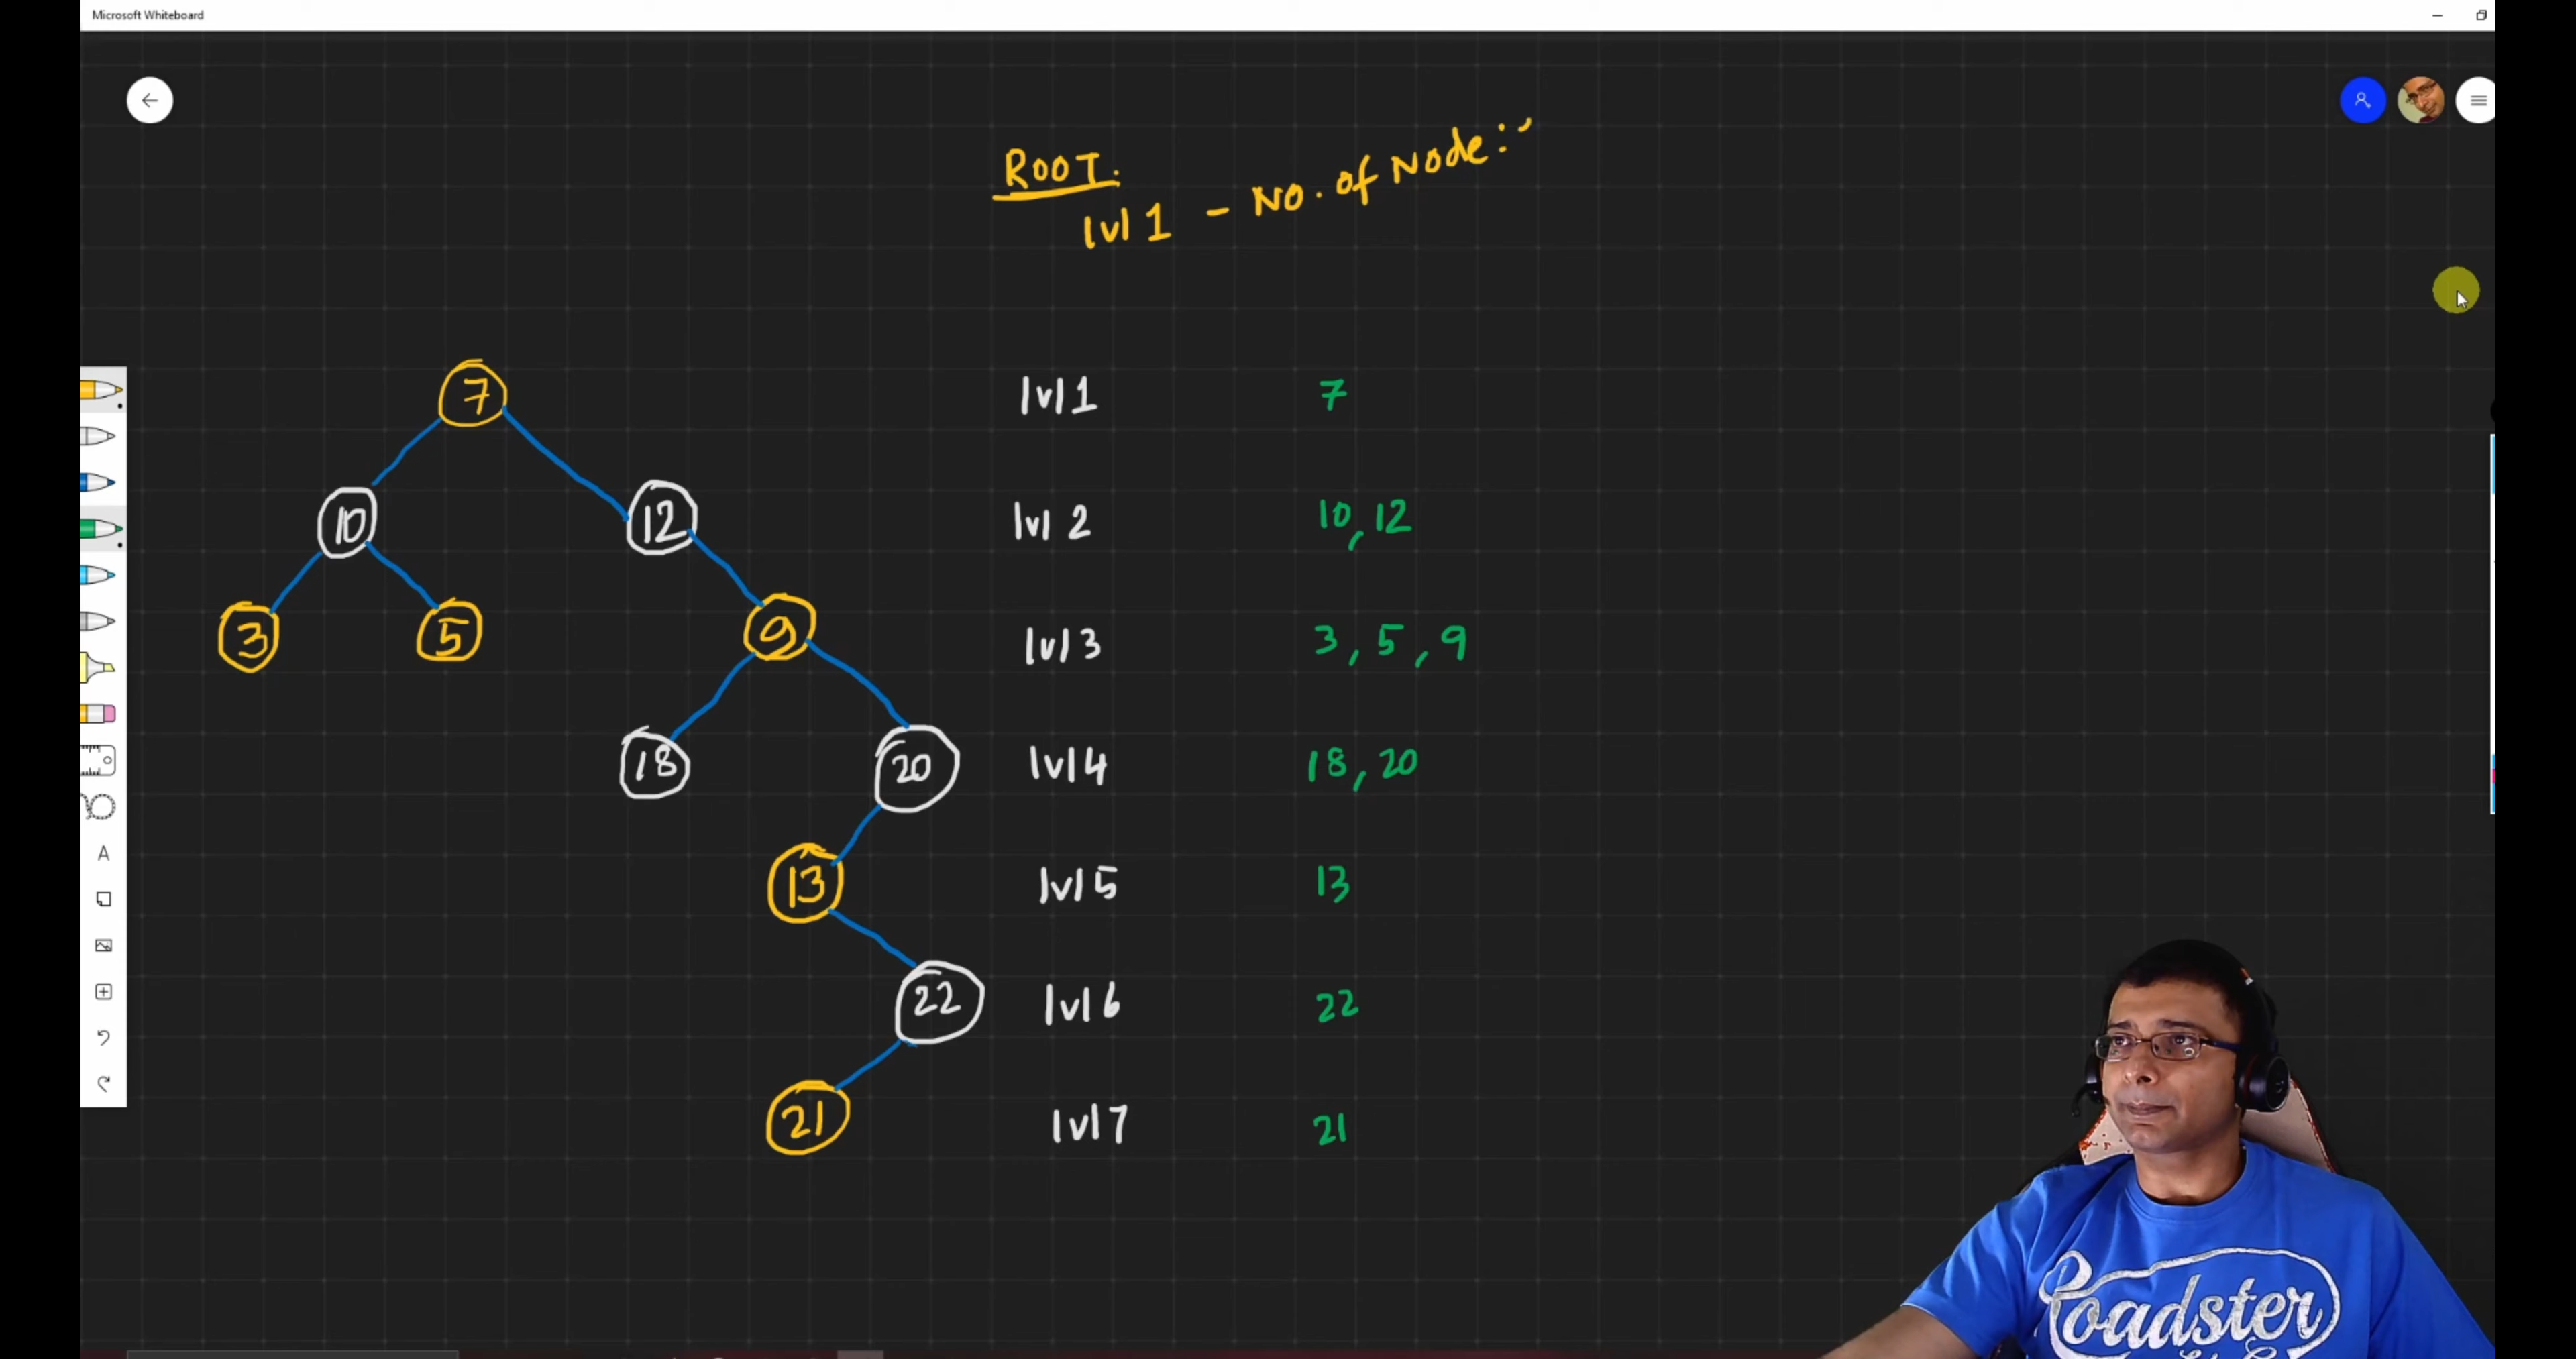 Microsoft Whiteboard
ROOT.
lvl 1 - No. of Node:-
7 lvl 1 7
10 12 lvl 2 10, 12
3 5 9 lvl 3 3, 5, 9
18 20 lvl 4 18, 20
A
13 lvl 5 13
22 lvl 6 22
21 lvl 7 21
Roadster